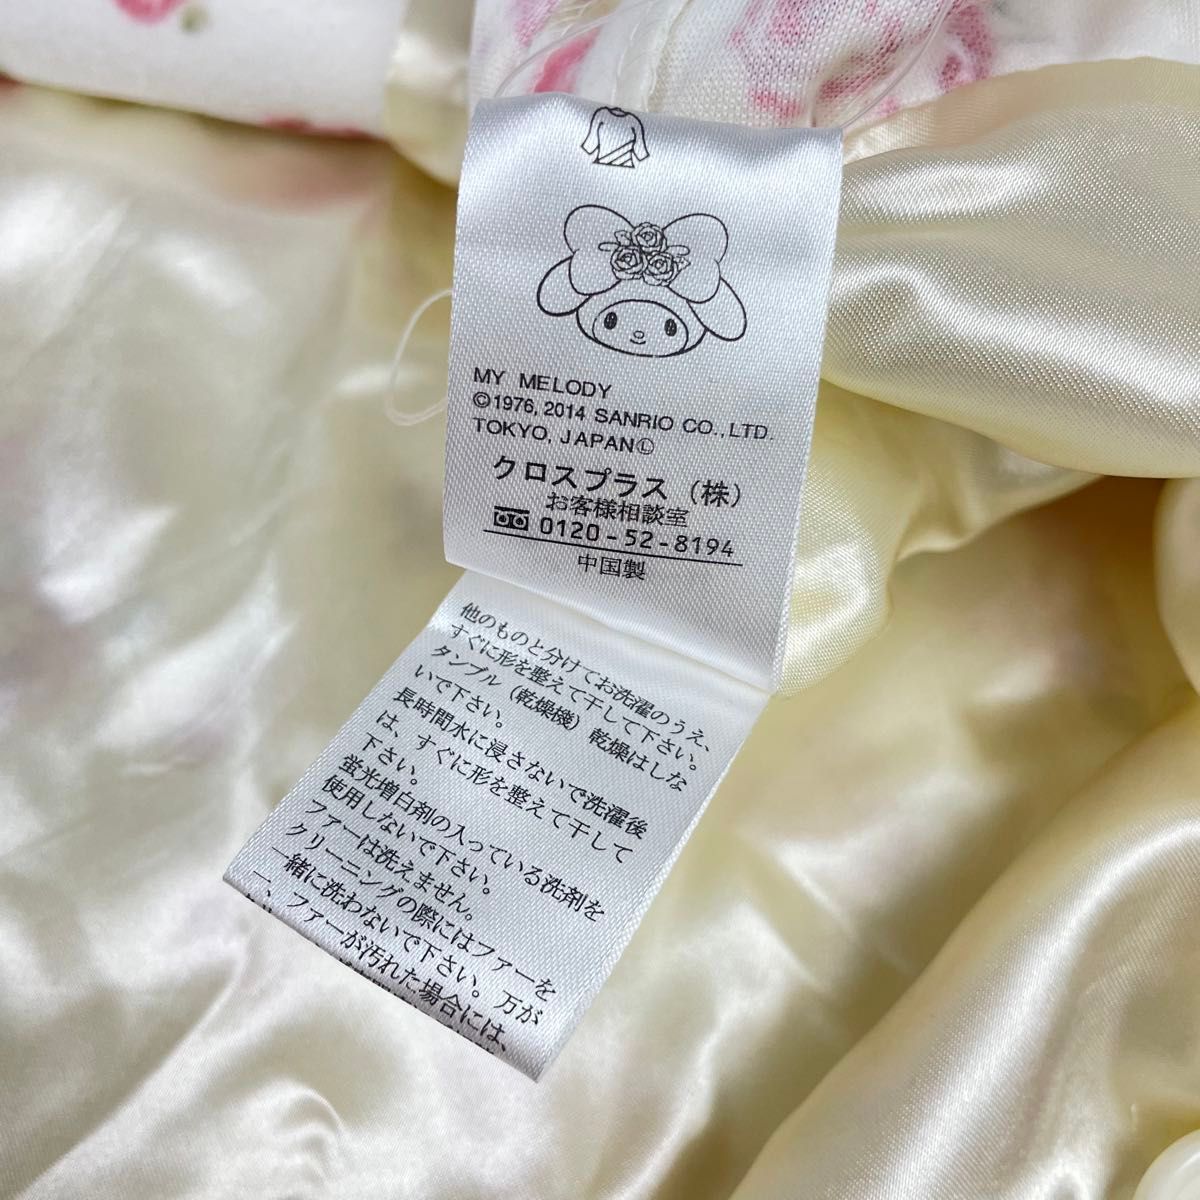 MY MELODY
©1976, 2014 SANRIO CO., LTD.
TOKYO, JAPANⓁ
クロスプラス（株）
お客様相談室
0120-52-8194
中国製
他のものと分けてお洗濯のうえ、
すぐに形を整えて干して下さい。
タンブル（乾燥機）乾燥はしな
いで下さい。
長時間水に浸さないで洗濯後
は、すぐに形を整えて干して
下さい。
蛍光増白剤の入っている洗剤を
使用しないで下さい。
ファーは洗えません。
クリーニングの際にはファーを
一緒に洗わないで下さい。万が
一、ファーが汚れた場合には、